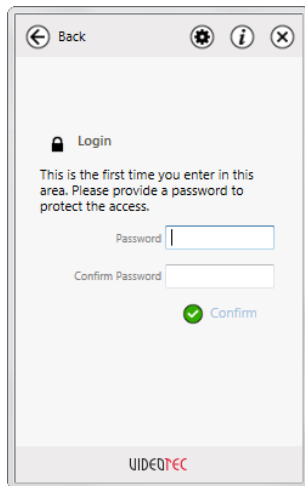 Back
Login
This is the first time you enter in this
area. Please provide a password to
protect the access.
Password
Confirm Password
Confirm
VIDEOTEC